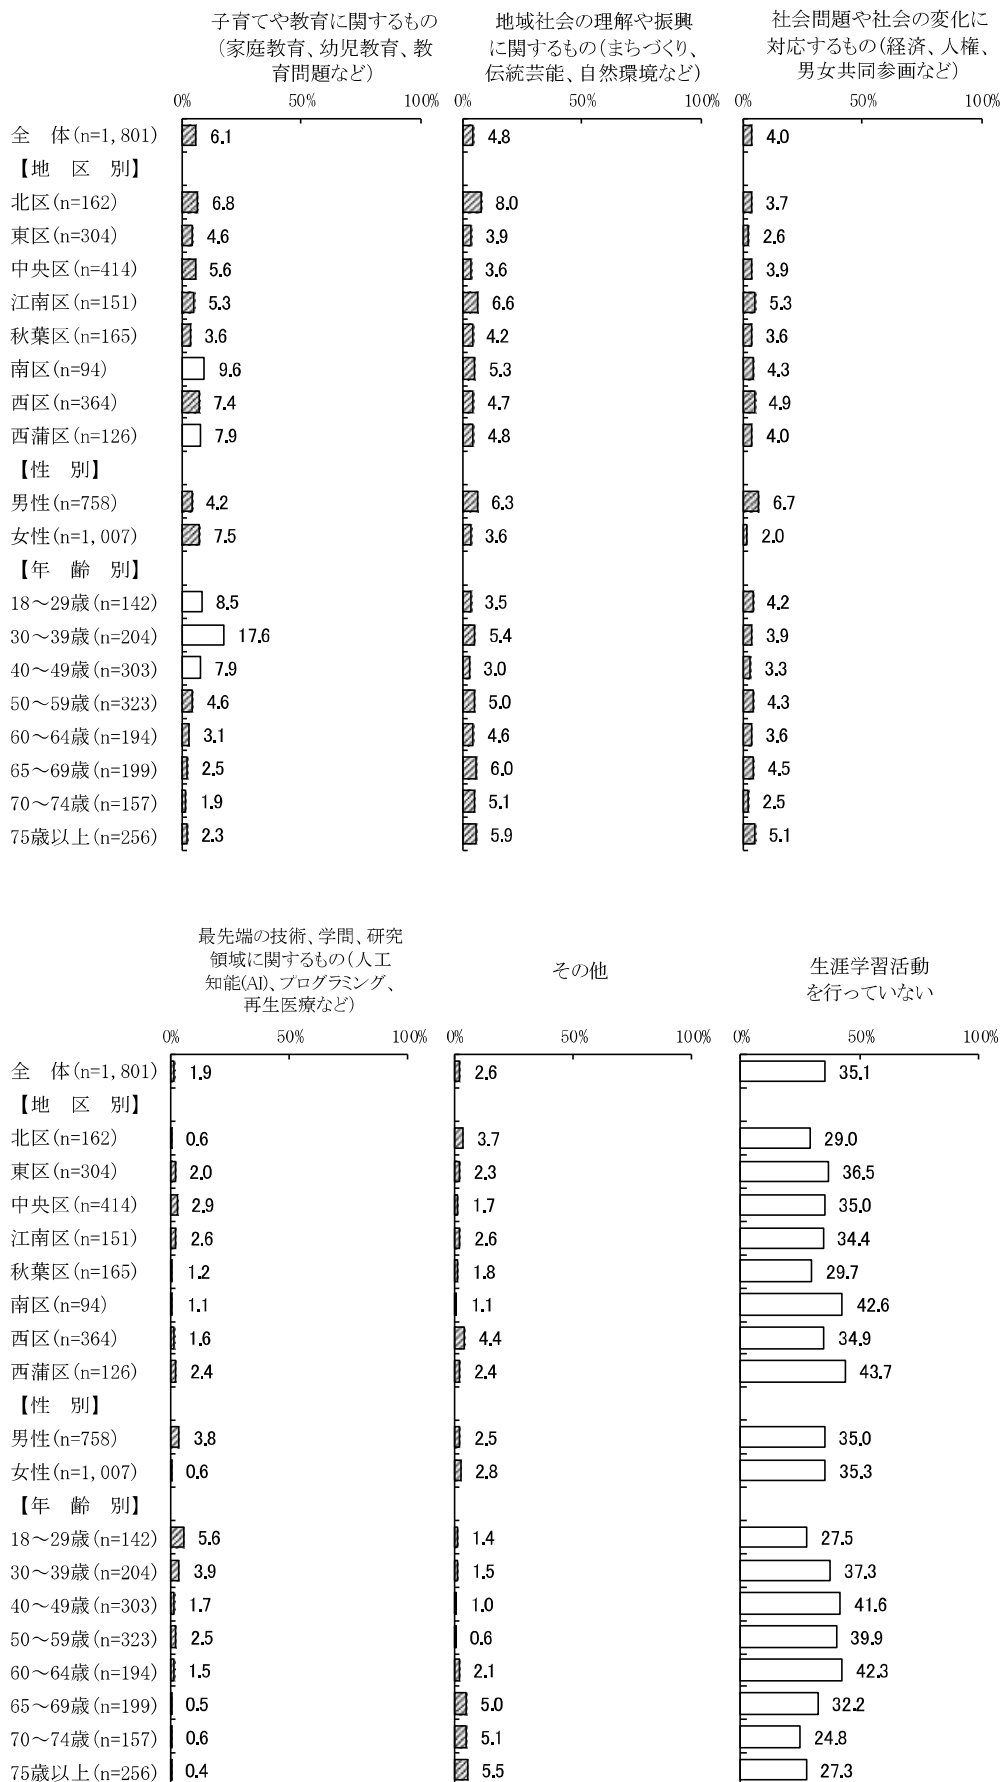 子育てや教育に関するもの
（家庭教育、幼児教育、教
育問題など）
地域社会の理解や振興
に関するもの（まちづくり、
伝統芸能、自然環境など）
社会問題や社会の変化に
対応するもの（経済、人権、
男女共同参画など）
0% 50% 100% 0% 50% 100% 0% 50% 100%
全　体(n=1,801) 6.1 4.8 4.0
【地　区　別】
北区(n=162) 6.8 8.0 3.7
東区(n=304) 4.6 3.9 2.6
中央区(n=414) 5.6 3.6 3.9
江南区(n=151) 5.3 6.6 5.3
秋葉区(n=165) 3.6 4.2 3.6
南区(n=94) 9.6 5.3 4.3
西区(n=364) 7.4 4.7 4.9
西蒲区(n=126) 7.9 4.8 4.0
【性　別】
男性(n=758) 4.2 6.3 6.7
女性(n=1,007) 7.5 3.6 2.0
【年　齢　別】
18～29歳(n=142) 8.5 3.5 4.2
30～39歳(n=204) 17.6 5.4 3.9
40～49歳(n=303) 7.9 3.0 3.3
50～59歳(n=323) 4.6 5.0 4.3
60～64歳(n=194) 3.1 4.6 3.6
65～69歳(n=199) 2.5 6.0 4.5
70～74歳(n=157) 1.9 5.1 2.5
75歳以上(n=256) 2.3 5.9 5.1
最先端の技術、学問、研究
領域に関するもの（人工
知能(AI)、プログラミング、
再生医療など）
その他
生涯学習活動
を行っていない
0% 50% 100% 0% 50% 100% 0% 50% 100%
全　体(n=1,801) 1.9 2.6 35.1
【地　区　別】
北区(n=162) 0.6 3.7 29.0
東区(n=304) 2.0 2.3 36.5
中央区(n=414) 2.9 1.7 35.0
江南区(n=151) 2.6 2.6 34.4
秋葉区(n=165) 1.2 1.8 29.7
南区(n=94) 1.1 1.1 42.6
西区(n=364) 1.6 4.4 34.9
西蒲区(n=126) 2.4 2.4 43.7
【性　別】
男性(n=758) 3.8 2.5 35.0
女性(n=1,007) 0.6 2.8 35.3
【年　齢　別】
18～29歳(n=142) 5.6 1.4 27.5
30～39歳(n=204) 3.9 1.5 37.3
40～49歳(n=303) 1.7 1.0 41.6
50～59歳(n=323) 2.5 0.6 39.9
60～64歳(n=194) 1.5 2.1 42.3
65～69歳(n=199) 0.5 5.0 32.2
70～74歳(n=157) 0.6 5.1 24.8
75歳以上(n=256) 0.4 5.5 27.3